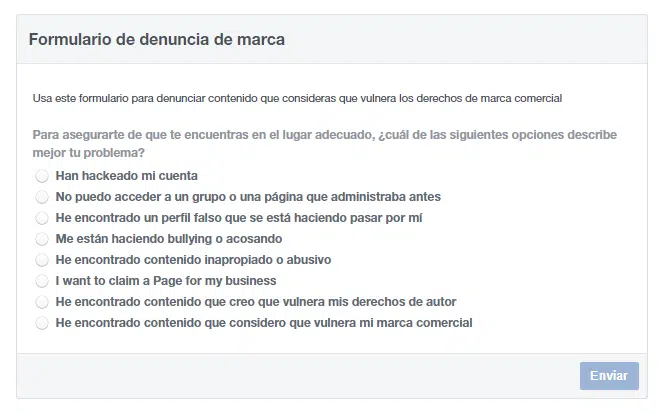 Formulario de denuncia de marca
Usa este formulario para denunciar contenido que consideras que vulnera los derechos de marca comercial
Para asegurarte de que te encuentras en el lugar adecuado, ¿cuál de las siguientes opciones describe
mejor tu problema?
Han hackeado mi cuenta
No puedo acceder a un grupo o una página que administraba antes
He encontrado un perfil falso que se está haciendo pasar por mí
Me están haciendo bullying o acosando
He encontrado contenido inapropiado o abusivo
I want to claim a Page for my business
He encontrado contenido que creo que vulnera mis derechos de autor
He encontrado contenido que considero que vulnera mi marca comercial
Enviar